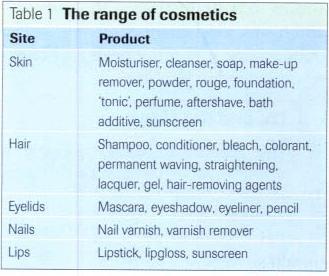 Table 1 The range of cosmetics
Site Product
Skin Moisturiser, cleanser, soap, make-up
remover, powder, rouge, foundation,
'tonic', perfume, aftershave, bath
additive, sunscreen
Hair Shampoo, conditioner, bleach, colorant,
permanent waving, straightening,
lacquer, gel, hair-removing agents
Eyelids Mascara, eyeshadow, eyeliner, pencil
Nails Nail varnish, varnish remover
Lips Lipstick, lipgloss, sunscreen